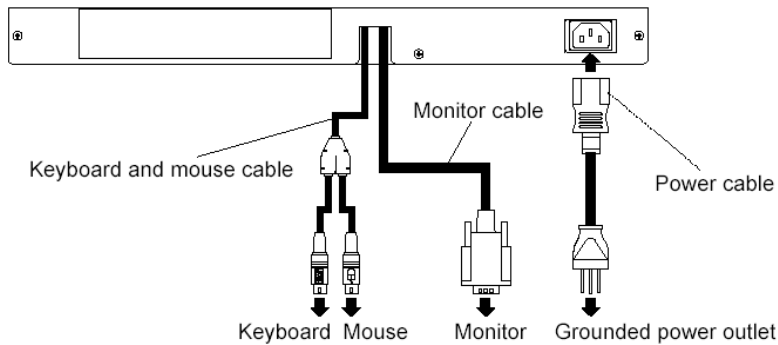 Monitor cable
Keyboard and mouse cable
Power cable
Keyboard
Mouse
Monitor
Grounded power outlet